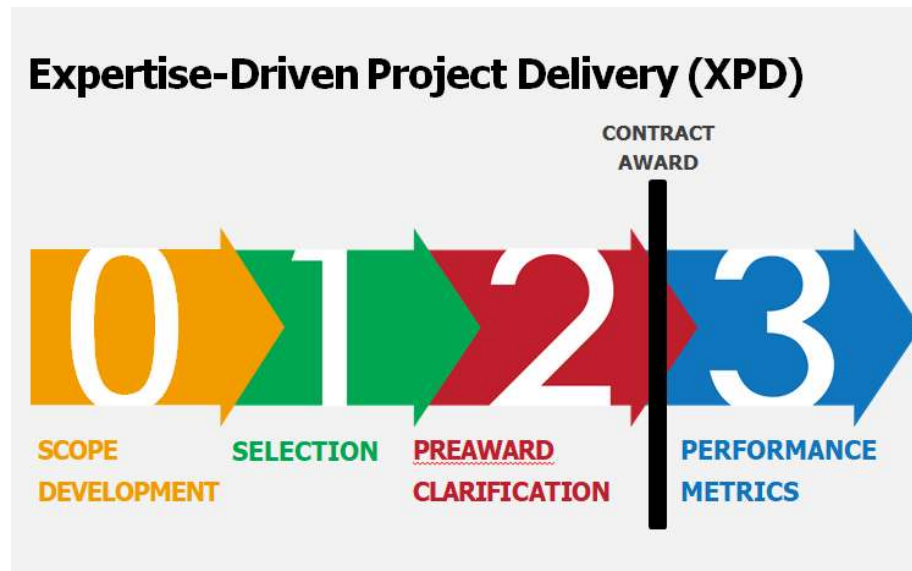 Expertise-Driven Project Delivery (XPD)
CONTRACT
AWARD
0 1 2 3
SCOPE
DEVELOPMENT
SELECTION
PREAWARD
CLARIFICATION
PERFORMANCE
METRICS